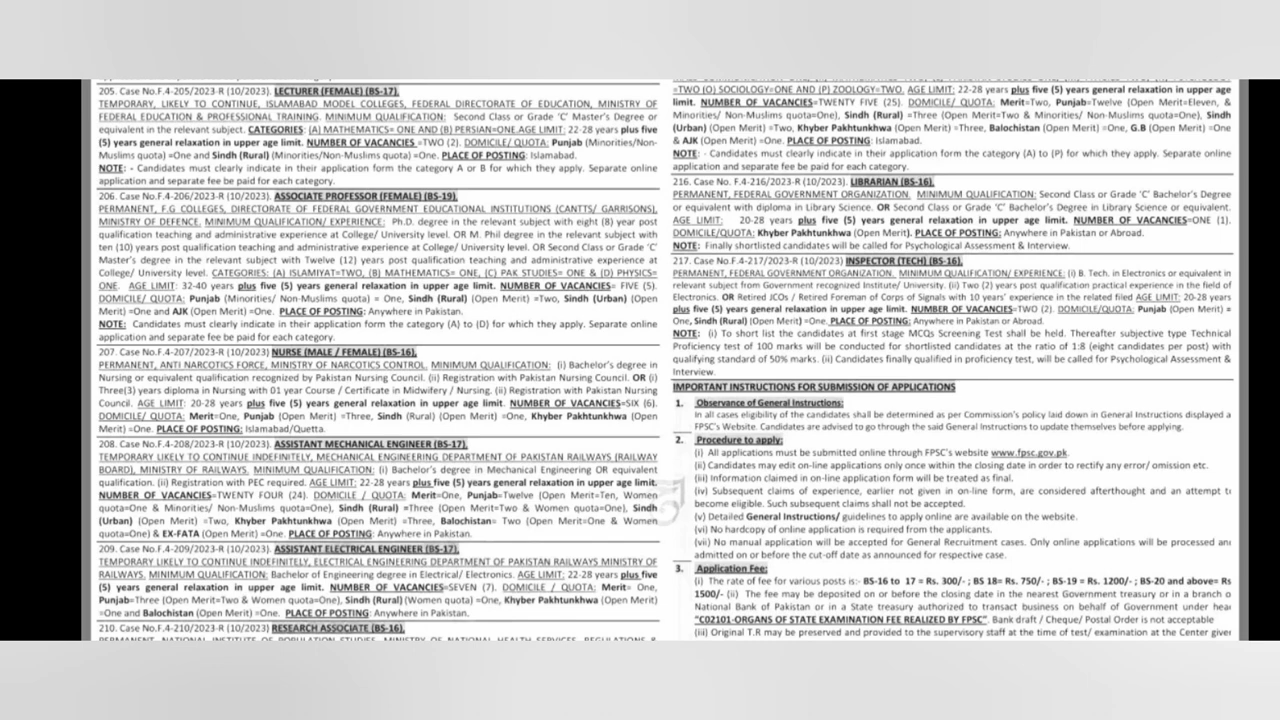 205. Case No.F.4-205/2023-R (10/2023). LECTURER (FEMALE) (BS-17),
TEMPORARY, LIKELY TO CONTINUE, ISLAMABAD MODEL COLLEGES, FEDERAL DIRECTORATE OF EDUCATION, MINISTRY OF
FEDERAL EDUCATION & PROFESSIONAL TRAINING. MINIMUM QUALIFICATION: Second Class or Grade 'C' Master's Degree or
equivalent in the relevant subject. CATEGORIES: (A) MATHEMATICS= ONE AND (B) PERSIAN=ONE.AGE LIMIT: 22-28 years plus five
(5) years general relaxation in upper age limit. NUMBER OF VACANCIES =TWO (2). DOMICILE/ QUOTA: Punjab (Minorities/Non-
Muslims quota) =One and Sindh (Rural) (Minorities/Non-Muslims quota) =One. PLACE OF POSTING: Islamabad.
NOTE: - Candidates must clearly indicate in their application form the category A or B for which they apply. Separate online
application and separate fee be paid for each category.
206. Case No.F.4-206/2023-R (10/2023). ASSOCIATE PROFESSOR (FEMALE) (BS-19),
PERMANENT, F.G COLLEGES, DIRECTORATE OF FEDERAL GOVERNMENT EDUCATIONAL INSTITUTIONS (CANTTS/ GARRISONS),
MINISTRY OF DEFENCE, MINIMUM QUALIFICATION/ EXPERIENCE: Ph.D. degree in the relevant subject with eight (8) year post
qualification teaching and administrative experience at College/ University level. OR M. Phil degree in the relevant subject with
ten (10) years post qualification teaching and administrative experience at College/ University level. OR Second Class or Grade 'C'
Master's degree in the relevant subject with Twelve (12) years post qualification teaching and administrative experience at
College/ University level. CATEGORIES: (A) ISLAMIYAT=TWO, (B) MATHEMATICS= ONE, (C) PAK STUDIES= ONE & (D) PHYSICS=
ONE. AGE LIMIT: 32-40 years plus five (5) years general relaxation in upper age limit. NUMBER OF VACANCIES= FIVE (5).
DOMICILE/ QUOTA: Punjab (Minorities/ Non-Muslims quota) = One, Sindh (Rural) (Open Merit) =Two, Sindh (Urban) (Open
Merit) =One and AJK (Open Merit) =One. PLACE OF POSTING: Anywhere in Pakistan.
NOTE: Candidates must clearly indicate in their application form the category (A) to (D) for which they apply. Separate online
application and separate fee be paid for each category.
207. Case No.F.4-207/2023-R (10/2023) NURSE (MALE / FEMALE) (BS-16),
PERMANENT, ANTI NARCOTICS FORCE, MINISTRY OF NARCOTICS CONTROL. MINIMUM QUALIFICATION: (i) Bachelor's degree in
Nursing or equivalent qualification recognized by Pakistan Nursing Council. (ii) Registration with Pakistan Nursing Council. OR (i)
Three(3) years diploma in Nursing with 01 year Course / Certificate in Midwifery / Nursing. (ii) Registration with Pakistan Nursing
Council. AGE LIMIT: 20-28 years plus five (5) years general relaxation in upper age limit. NUMBER OF VACANCIES=SIX (6).
DOMICILE/ QUOTA: Merit=One, Punjab (Open Merit) =Three, Sindh (Rural) (Open Merit) =One, Khyber Pakhtunkhwa (Open
Merit) =One. PLACE OF POSTING: Islamabad/Quetta.
208. Case No.F.4-208/2023-R (10/2023). ASSISTANT MECHANICAL ENGINEER (BS-17),
TEMPORARY LIKELY TO CONTINUE INDEFINITELY, MECHANICAL ENGINEERING DEPARTMENT OF PAKISTAN RAILWAYS (RAILWAY
BOARD), MINISTRY OF RAILWAYS. MINIMUM QUALIFICATION: (i) Bachelor's degree in Mechanical Engineering OR equivalent
qualification. (ii) Registration with PEC required. AGE LIMIT: 22-28 years plus five (5) years general relaxation in upper age limit.
NUMBER OF VACANCIES=TWENTY FOUR (24). DOMICILE / QUOTA: Merit=One, Punjab=Twelve (Open Merit=Ten, Women
quota=One & Minorities/ Non-Muslims quota=One), Sindh (Rural) =Three (Open Merit=Two & Women quota=One), Sindh
(Urban) (Open Merit) =Two, Khyber Pakhtunkhwa (Open Merit) =Three, Balochistan= Two (Open Merit=One & Women
quota=One) & EX-FATA (Open Merit) =One. PLACE OF POSTING: Anywhere in Pakistan.
209. Case No.F.4-209/2023-R (10/2023). ASSISTANT ELECTRICAL ENGINEER (BS-17),
TEMPORARY LIKELY TO CONTINUE INDEFINITELY, ELECTRICAL ENGINEERING DEPARTMENT OF PAKISTAN RAILWAYS MINISTRY OF
RAILWAYS. MINIMUM QUALIFICATION: Bachelor of Engineering degree in Electrical/ Electronics. AGE LIMIT: 22-28 years plus five
(5) years general relaxation in upper age limit. NUMBER OF VACANCIES=SEVEN (7). DOMICILE / QUOTA: Merit= One,
Punjab=Three (Open Merit=Two & Women quota=One), Sindh (Rural) (Women quota) =One, Khyber Pakhtunkhwa (Open Merit)
=One and Balochistan (Open Merit) =One. PLACE OF POSTING: Anywhere in Pakistan.
210. Case No.F.4-210/2023-R (10/2023) RESEARCH ASSOCIATE (BS-16),
=TWO (O) SOCIOLOGY=ONE AND (P) ZOOLOGY=TWO. AGE LIMIT: 22-28 years plus five (5) years general relaxation in upper age
limit. NUMBER OF VACANCIES=TWENTY FIVE (25). DOMICILE/ QUOTA: Merit=Two, Punjab=Twelve (Open Merit=Eleven, &
Minorities/ Non-Muslims quota=One), Sindh (Rural) =Three (Open Merit=Two & Minorities/ Non-Muslims quota=One), Sindh
(Urban) (Open Merit) =Two, Khyber Pakhtunkhwa (Open Merit) =Three, Balochistan (Open Merit) =One, G.B (Open Merit) =One
& AJK (Open Merit) =One. PLACE OF POSTING: Islamabad.
NOTE: - Candidates must clearly indicate in their application form the category (A) to (P) for which they apply. Separate online
application and separate fee be paid for each category.
216. Case No. F.4-216/2023-R (10/2023). LIBRARIAN (BS-16),
PERMANENT, FEDERAL GOVERNMENT ORGANIZATION. MINIMUM QUALIFICATION: Second Class or Grade 'C' Bachelor's Degree
or equivalent with diploma in Library Science. OR Second Class or Grade 'C' Bachelor's Degree in Library Science or equivalent.
AGE LIMIT: 20-28 years plus five (5) years general relaxation in upper age limit. NUMBER OF VACANCIES=ONE (1).
DOMICILE/QUOTA: Khyber Pakhtunkhwa (Open Merit). PLACE OF POSTING: Anywhere in Pakistan or Abroad.
NOTE: Finally shortlisted candidates will be called for Psychological Assessment & Interview.
217. Case No.F.4-217/2023-R (10/2023) INSPECTOR (TECH) (BS-16),
PERMANENT, FEDERAL GOVERNMENT ORGANIZATION. MINIMUM QUALIFICATION/ EXPERIENCE: (i) B. Tech. in Electronics or equivalent in
relevant subject from Government recognized Institute/ University. (ii) Two (2) years post qualification practical experience in the field of
Electronics. OR Retired JCOs / Retired Foreman of Corps of Signals with 10 years' experience in the related filed AGE LIMIT: 20-28 years
plus five (5) years general relaxation in upper age limit. NUMBER OF VACANCIES=TWO (2). DOMICILE/QUOTA: Punjab (Open Merit) =
One, Sindh (Rural) (Open Merit) =One. PLACE OF POSTING: Anywhere in Pakistan or Abroad.
NOTE: (i) To short list the candidates at first stage MCQs Screening Test shall be held. Thereafter subjective type Technical
Proficiency test of 100 marks will be conducted for shortlisted candidates at the ratio of 1:8 (eight candidates per post) with
qualifying standard of 50% marks. (ii) Candidates finally qualified in proficiency test, will be called for Psychological Assessment &
Interview.
IMPORTANT INSTRUCTIONS FOR SUBMISSION OF APPLICATIONS
1. Observance of General Instructions:
In all cases eligibility of the candidates shall be determined as per Commission's policy laid down in General Instructions displayed a
FPSC's Website. Candidates are advised to go through the said General Instructions to update themselves before applying.
2. Procedure to apply:
(i) All applications must be submitted online through FPSC's website www.fpsc.gov.pk.
(ii) Candidates may edit on-line applications only once within the closing date in order to rectify any error/ omission etc.
(iii) Information claimed in on-line application form will be treated as final.
(iv) Subsequent claims of experience, earlier not given in on-line form, are considered afterthought and an attempt to
become eligible. Such subsequent claims shall not be accepted.
(v) Detailed General Instructions/ guidelines to apply online are available on the website.
(vi) No hardcopy of online application is required from the applicants.
(vii) No manual application will be accepted for General Recruitment cases. Only online applications will be processed and
admitted on or before the cut-off date as announced for respective case.
3. Application Fee:
(i) The rate of fee for various posts is:- BS-16 to 17 = Rs. 300/- ; BS 18= Rs. 750/- ; BS-19 = Rs. 1200/- ; BS-20 and above= Rs
1500/- (ii) The fee may be deposited on or before the closing date in the nearest Government treasury or in a branch o
National Bank of Pakistan or in a State treasury authorized to transact business on behalf of Government under hea
"C02101-ORGANS OF STATE EXAMINATION FEE REALIZED BY FPSC". Bank draft / Cheque/ Postal Order is not acceptable
(iii) Original T.R may be preserved and provided to the supervisory staff at the time of test/ examination at the Center given